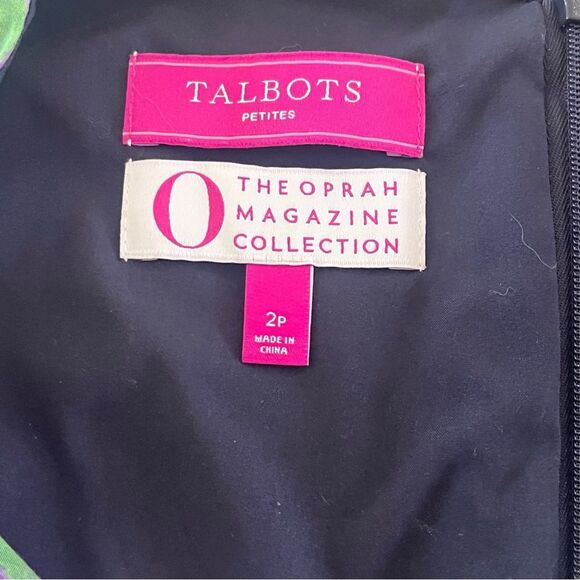 TALBOTS
PETITES
O
THE OPRAH
MAGAZINE
COLLECTION
2P
MADE IN
CHINA